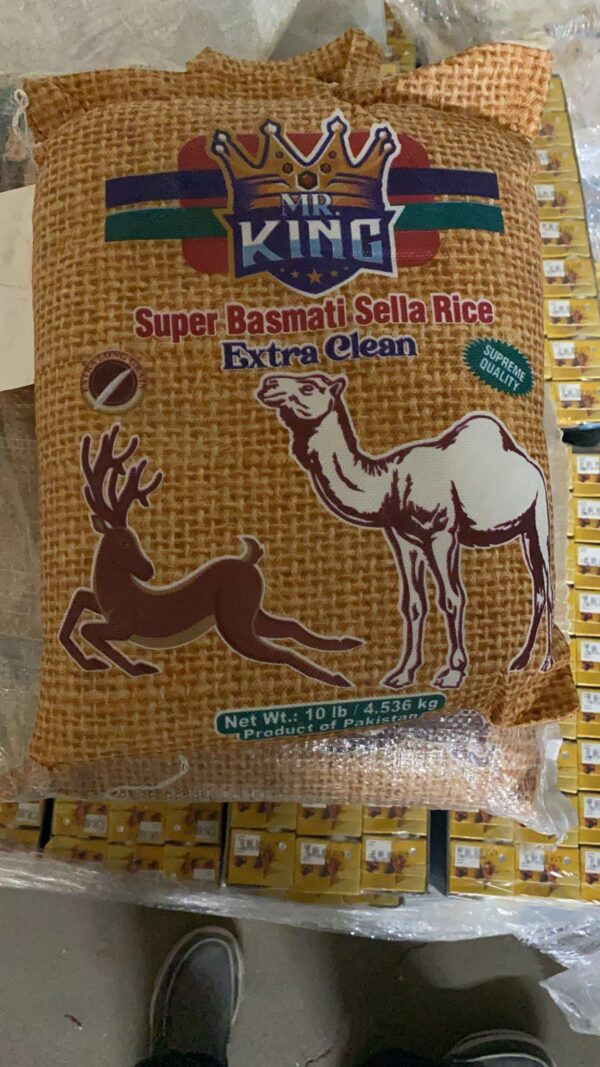 MR.
KING
Super Basmati Sella Rice
Extra Clean
SUPREME
QUALITY
Net Wt.: 10 lb / 4.536 kg
Product of Pakistan